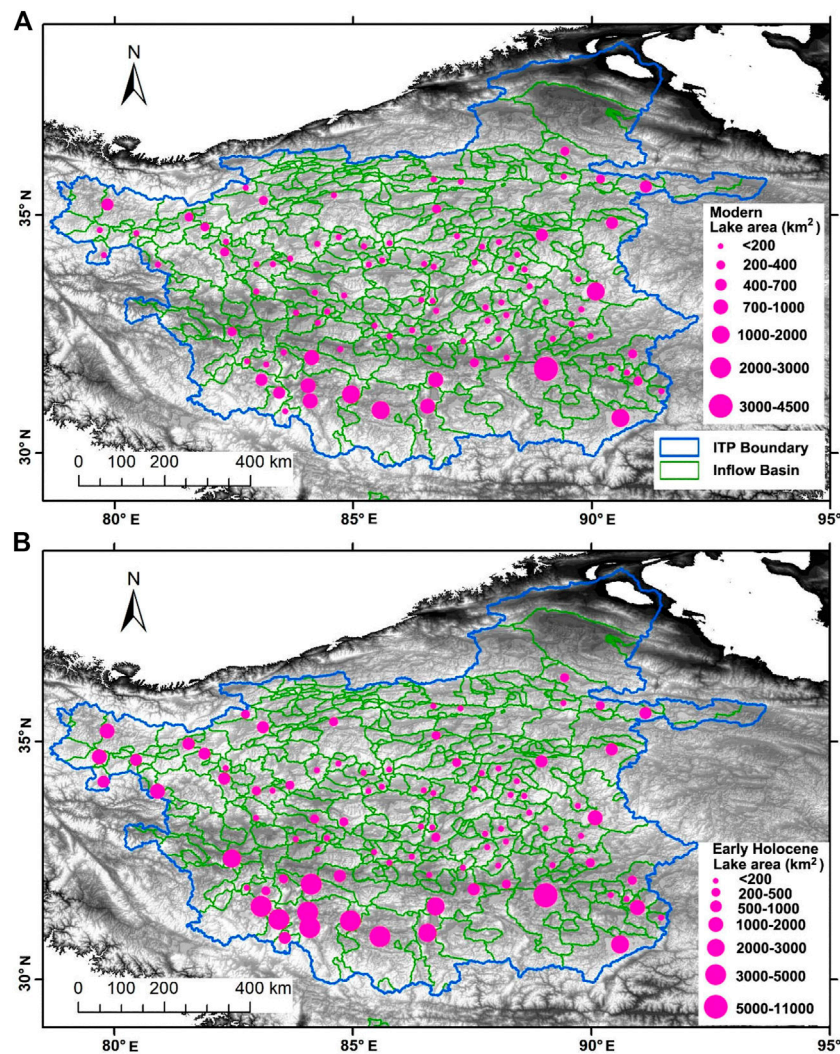 A
N
35°N
30°N
Modern
Lake area (km²)
<200
200-400
400-700
700-1000
1000-2000
2000-3000
3000-4500
ITP Boundary
Inflow Basin
0 100 200 400 km
80°E 85°E 90°E 95°
B
N
35°N
30°N
Early Holocene
Lake area (km²)
<200
200-500
500-1000
1000-2000
2000-3000
3000-5000
5000-11000
0 100 200 400 km
80°E 85°E 90°E 95°